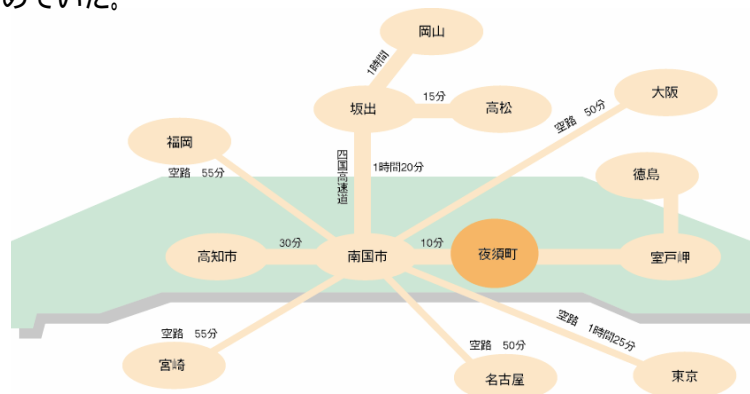 めていた。
岡山
1時間
坂出
15分
高松
大阪
空路 50分
福岡
空路 55分
四国高速道
1時間20分
徳島
高知市
30分
南国市
10分
夜須町
室戸岬
空路 55分
宮崎
空路 50分
名古屋
空路 1時間25分
東京